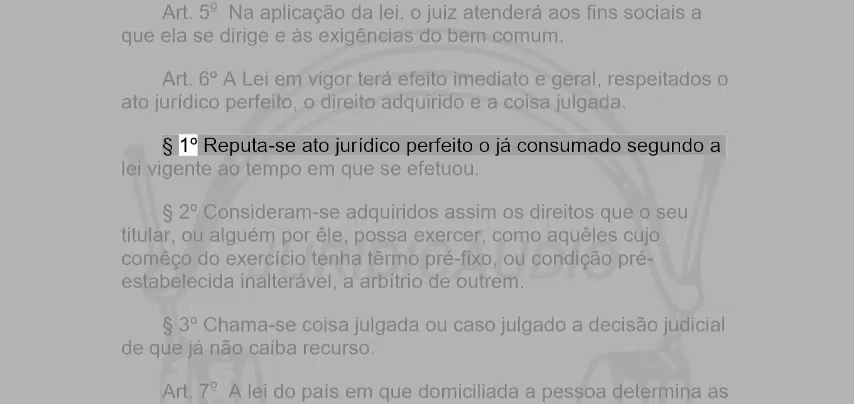 Art. 5º Na aplicação da lei, o juiz atenderá aos fins sociais a
que ela se dirige e às exigências do bem comum.
Art. 6º A Lei em vigor terá efeito imediato e geral, respeitados o
ato jurídico perfeito, o direito adquirido e a coisa julgada.
§ 1º Reputa-se ato jurídico perfeito o já consumado segundo a
lei vigente ao tempo em que se efetuou.
§ 2º Consideram-se adquiridos assim os direitos que o seu
titular, ou alguém por êle, possa exercer, como aquêles cujo
comêço do exercício tenha têrmo pré-fixo, ou condição pré-
estabelecida inalterável, a arbítrio de outrem.
JURIDICAUDIS
§ 3º Chama-se coisa julgada ou caso julgado a decisão judicial
de que já não caiba recurso.
Art. 7º A lei do país em que domiciliada a pessoa determina as